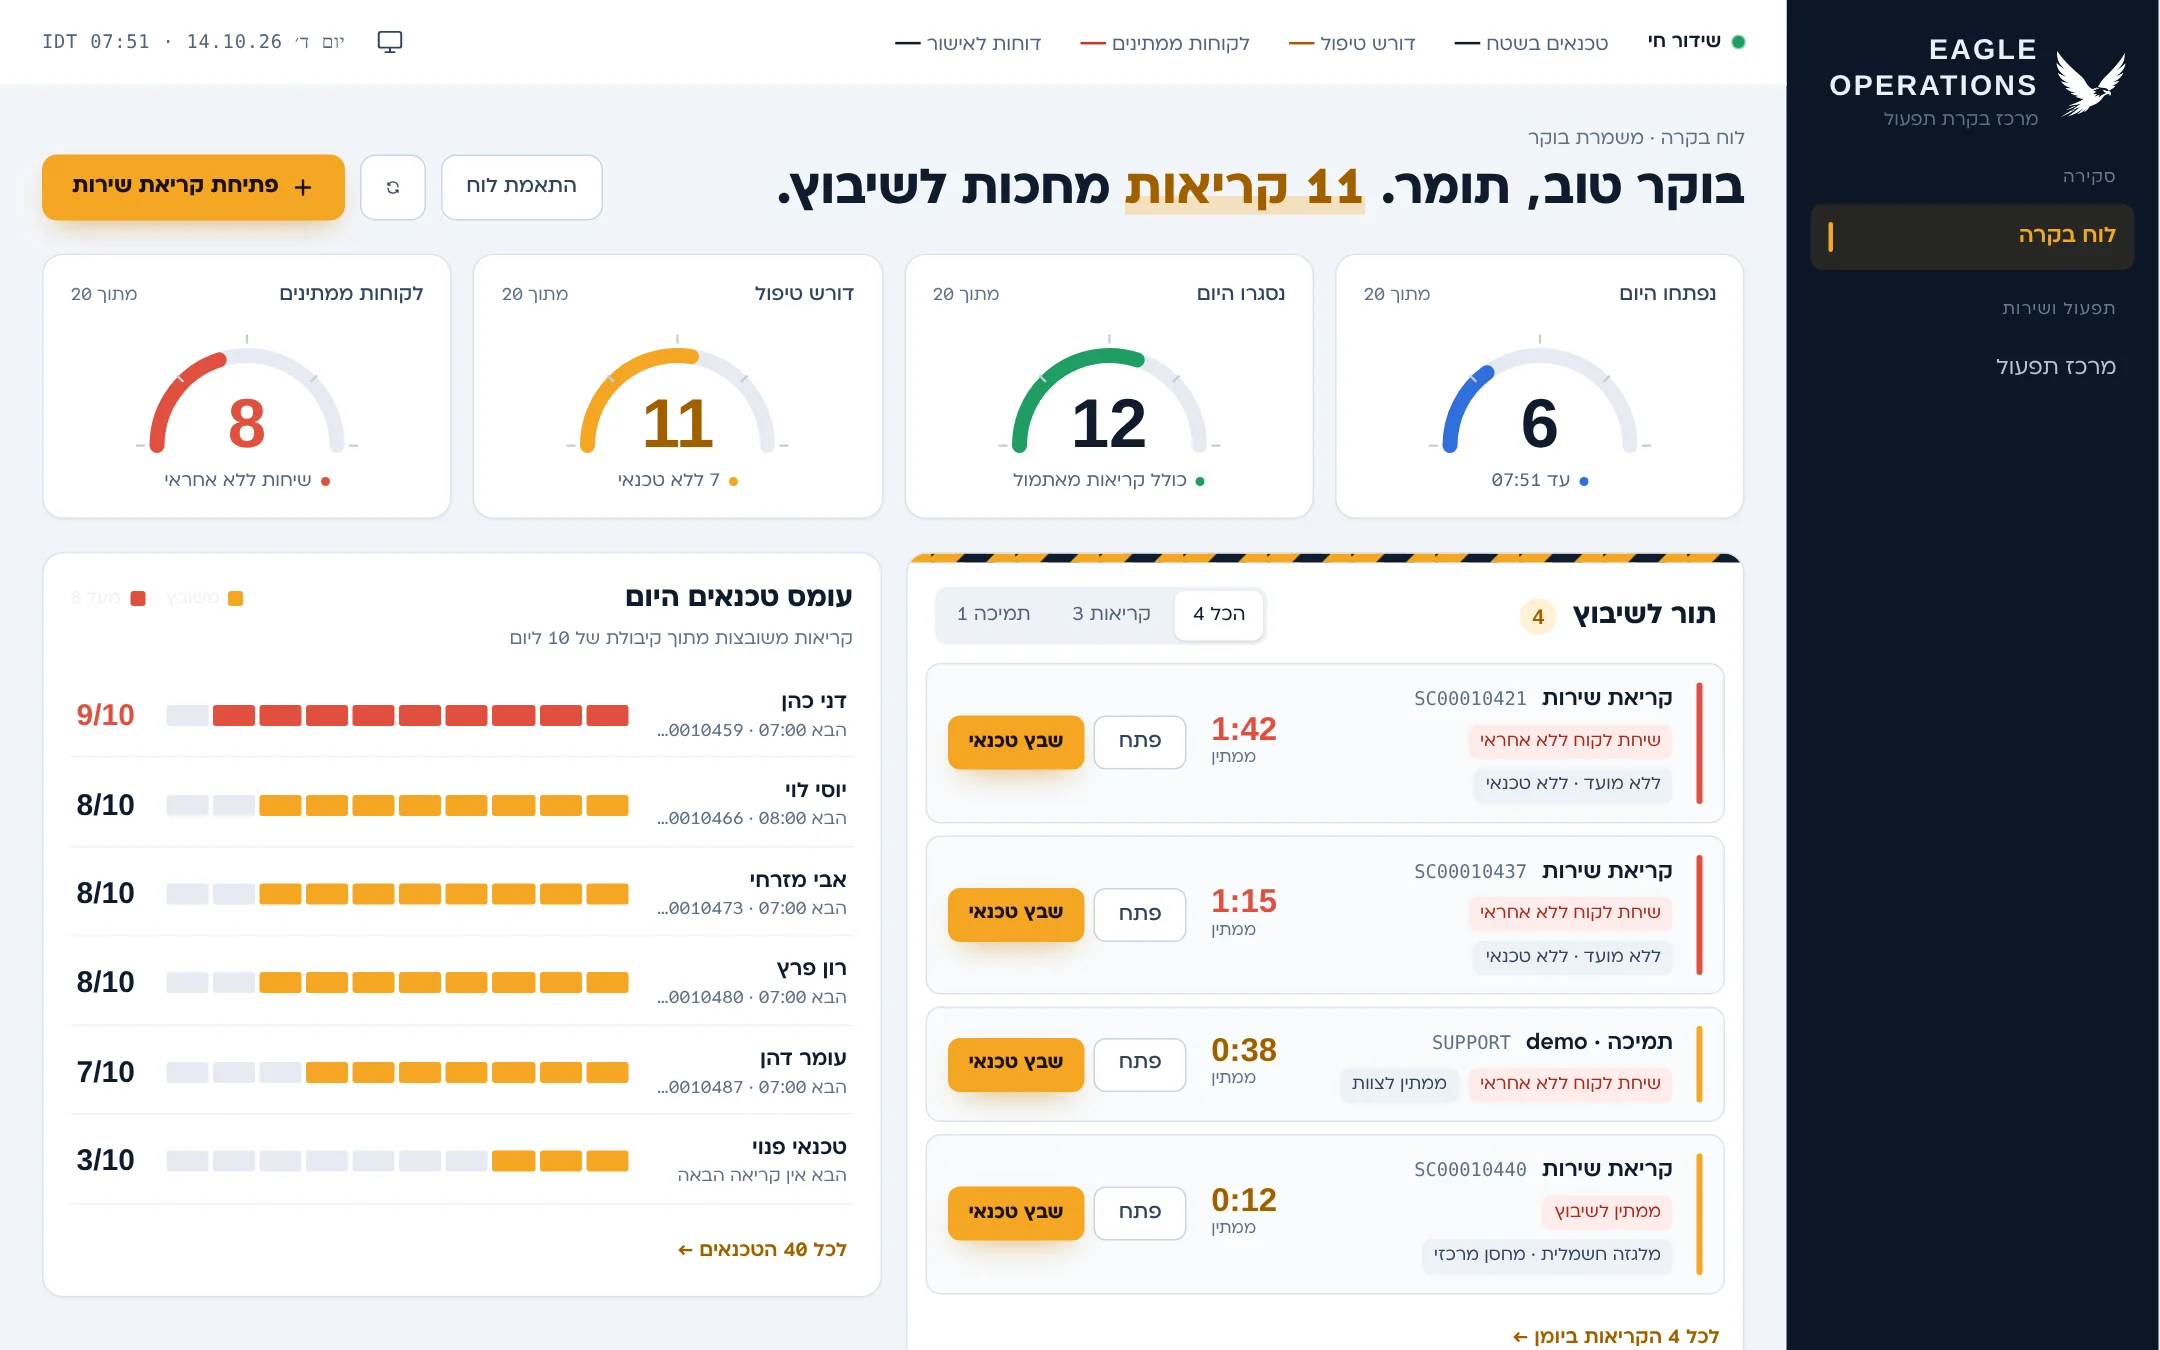 EAGLE
OPERATIONS
מרכז בקרת תפעול
סקירה
לוח בקרה
תפעול ושירות
מרכז תפעול
שידור חי
טכנאים בשטח —
דורש טיפול —
לקוחות ממתינים —
דוחות לאישור —
יום ד׳ 14.10.26 · 07:51 IDT
לוח בקרה · משמרת בוקר
בוקר טוב, תומר. 11 קריאות מחכות לשיבוץ.
התאמת לוח
+ פתיחת קריאת שירות
נפתחו היום
מתוך 20
6
עד 07:51
נסגרו היום
מתוך 20
12
כולל קריאות מאתמול
דורש טיפול
מתוך 20
11
7 ללא טכנאי
לקוחות ממתינים
מתוך 20
8
שיחות ללא אחראי
תור לשיבוץ 4
הכל 4
קריאות 3
תמיכה 1
קריאת שירות SC00010421
שיחת לקוח ללא אחראי
ללא מועד · ללא טכנאי
1:42
ממתין
פתח
שבץ טכנאי
קריאת שירות SC00010437
שיחת לקוח ללא אחראי
ללא מועד · ללא טכנאי
1:15
ממתין
פתח
שבץ טכנאי
תמיכה · demo SUPPORT
שיחת לקוח ללא אחראי
ממתין לצוות
0:38
ממתין
פתח
שבץ טכנאי
קריאת שירות SC00010440
ממתין לשיבוץ
מלגזה חשמלית · מחסן מרכזי
0:12
ממתין
פתח
שבץ טכנאי
לכל 4 הקריאות ביומן ←
עומס טכנאים היום
משובץ
מעל 8
קריאות משובצות מתוך קיבולת של 10 ליום
דני כהן
הבא 07:00 · 0010459…
9/10
יוסי לוי
הבא 08:00 · 0010466…
8/10
אבי מזרחי
הבא 07:00 · 0010473…
8/10
רון פרץ
הבא 07:00 · 0010480…
8/10
עומר דהן
הבא 07:00 · 0010487…
7/10
טכנאי פנוי
הבא אין קריאה הבאה
3/10
לכל 40 הטכנאים ←